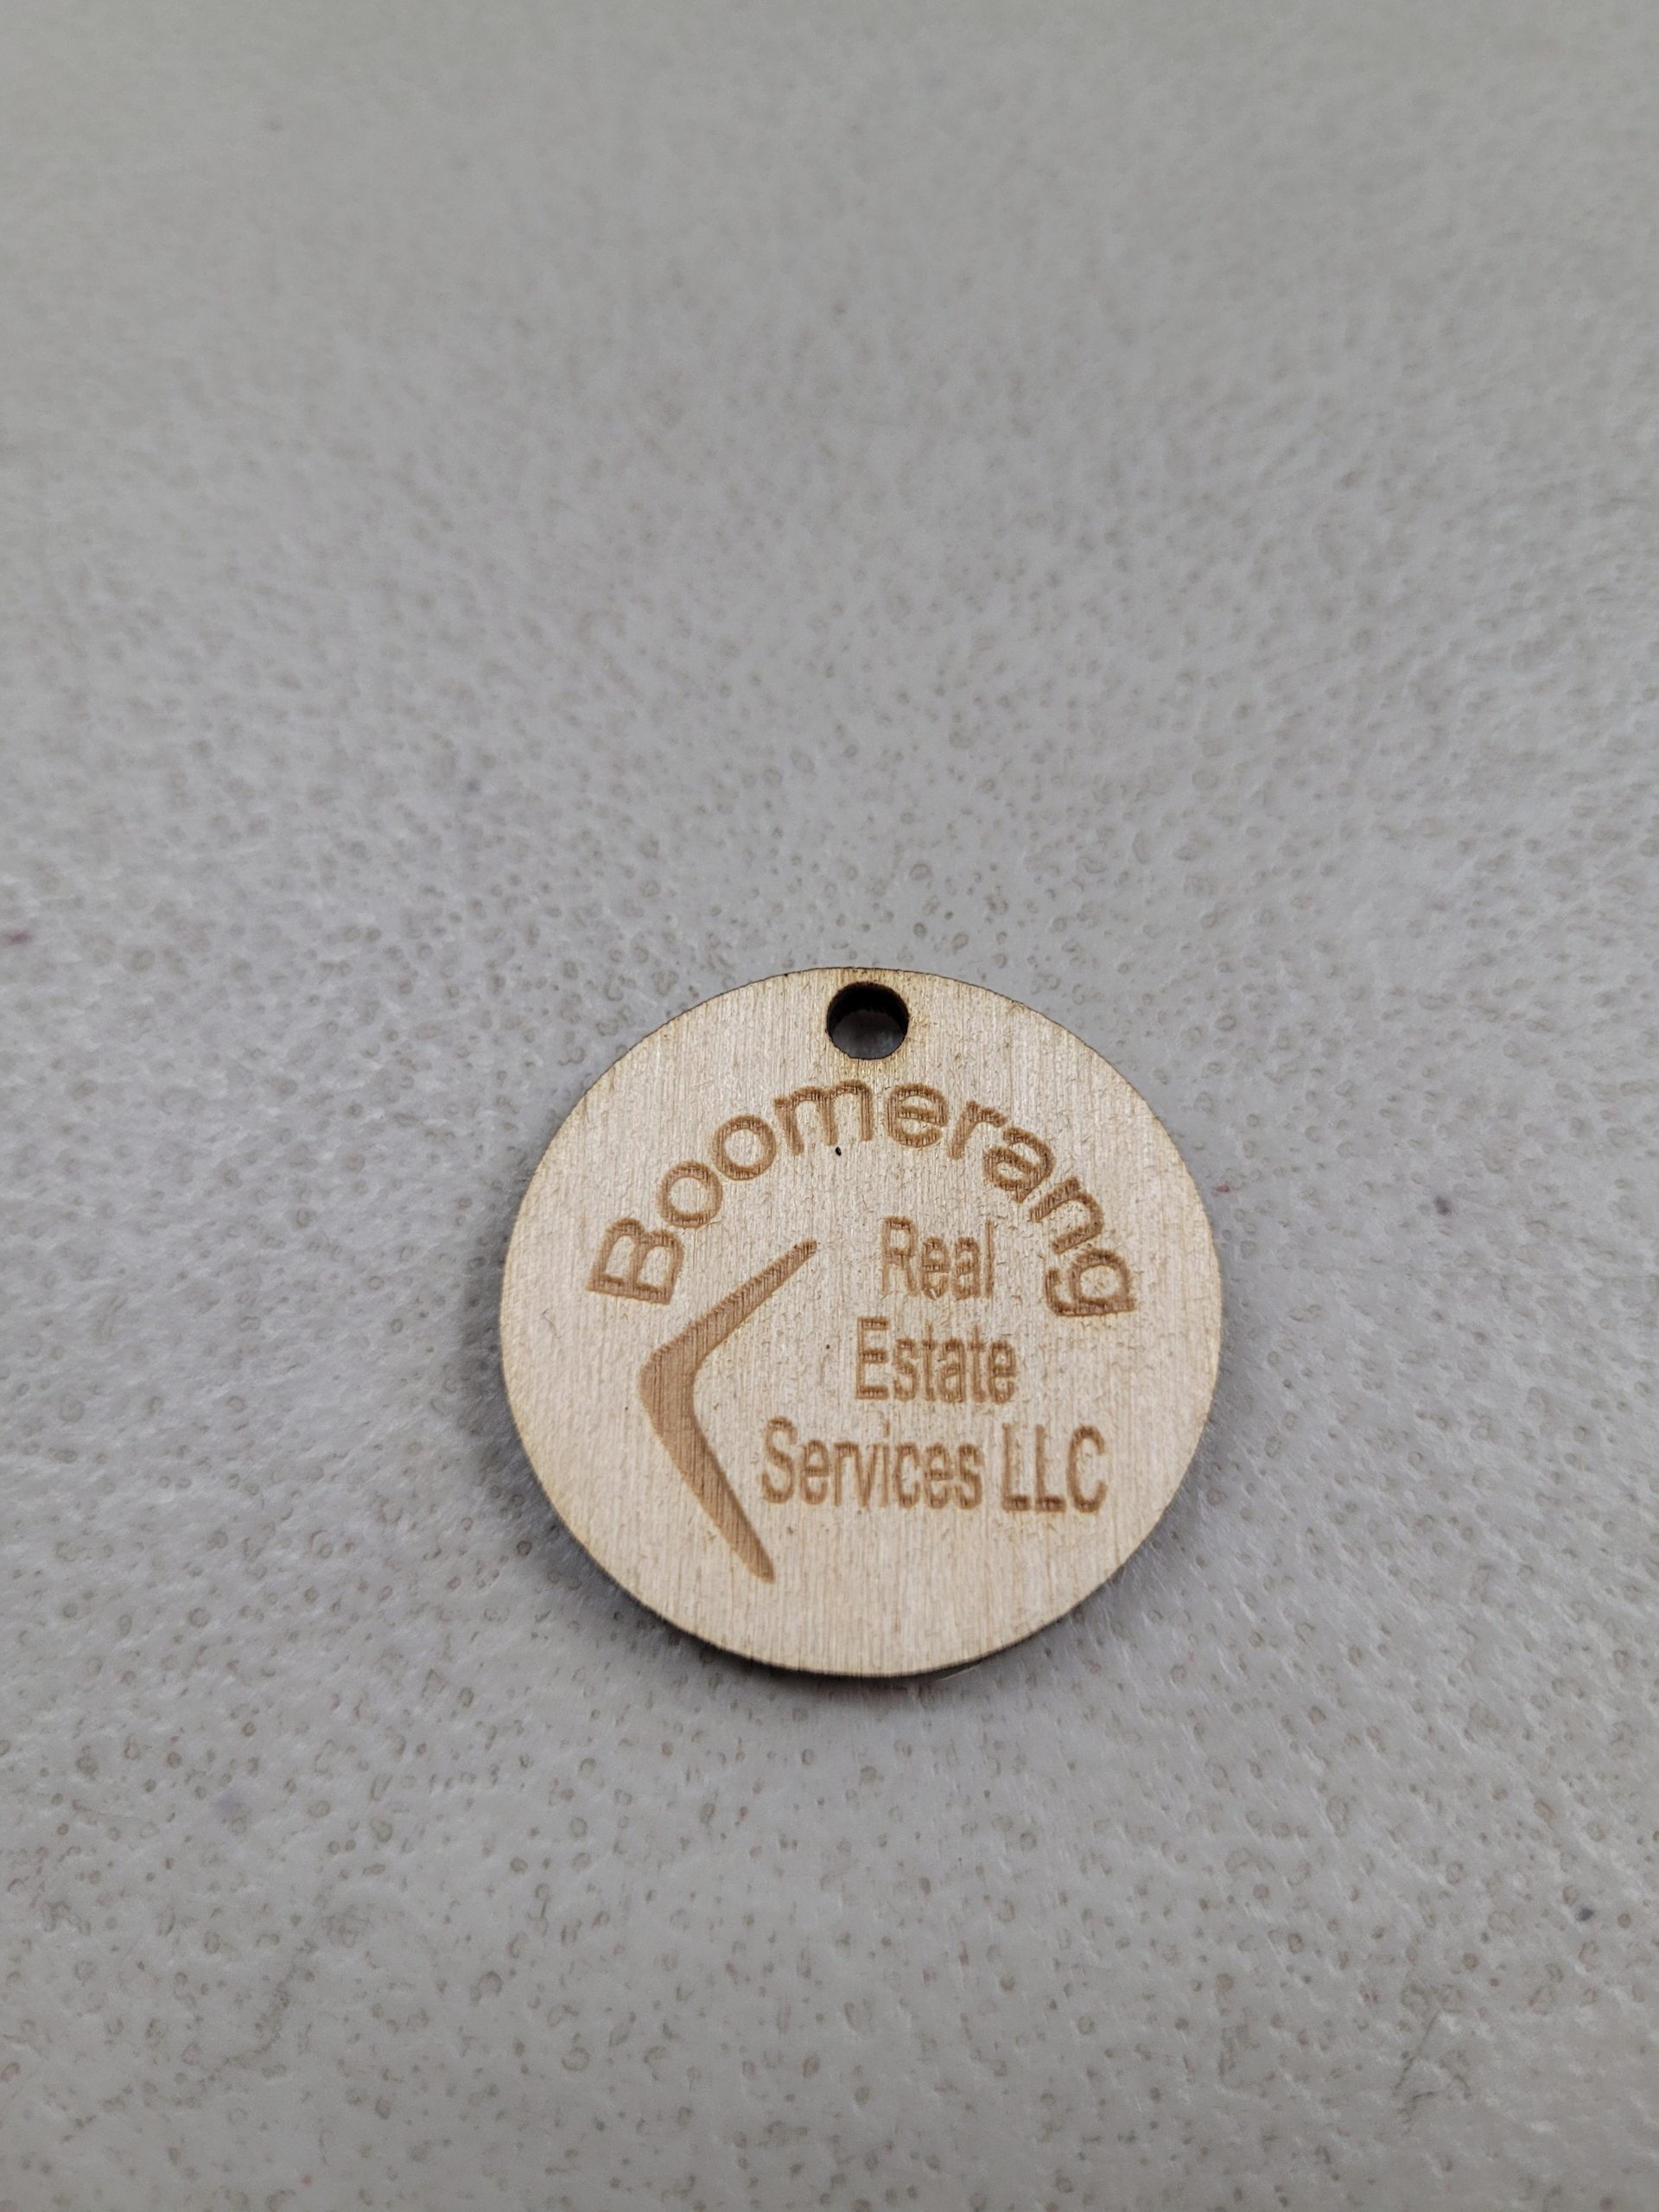 Boomerang
Real
Estate
Services LLC